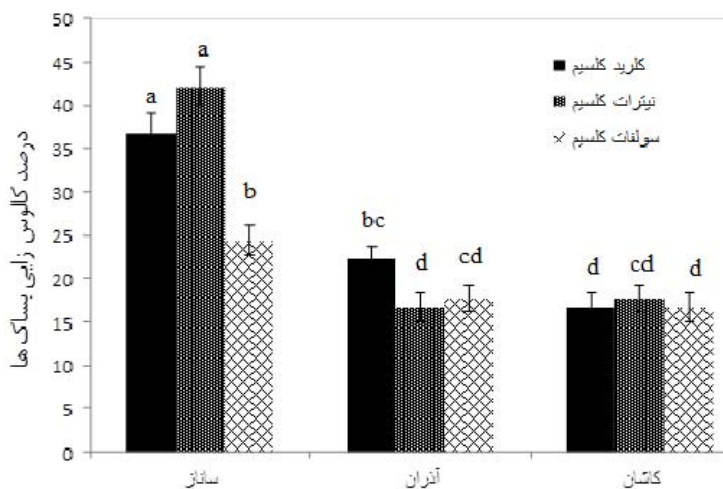 درصد کالوس زایی بساک ها
50
45
40
35
30
25
20
15
10
5
0
کلرید کلسیم
نیترات کلسیم
سولفات کلسیم
a
a
b
bc
d
cd
d
cd
d
ساناز
آذران
کاشان